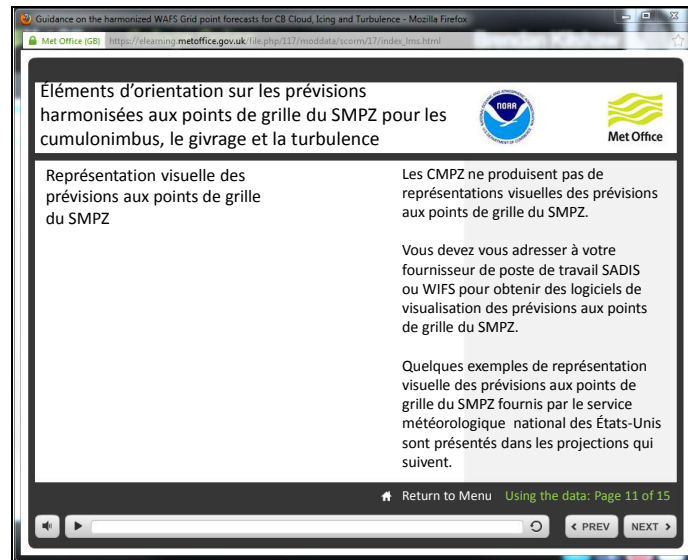 Guidance on the harmonized WAFS Grid point forecasts for CB Cloud, Icing and Turbulence - Mozilla Firefox
Met Office (GB) https://elearning.metoffice.gov.uk/file.php/117/moddata/scorm/17/index_lms.html
Éléments d'orientation sur les prévisions
harmonisées aux points de grille du SMPZ pour les
cumulonimbus, le givrage et la turbulence
NOAA
Met Office
Représentation visuelle des
prévisions aux points de grille
du SMPZ
Les CMPZ ne produisent pas de
représentations visuelles des prévisions
aux points de grille du SMPZ.
Vous devez vous adresser à votre
fournisseur de poste de travail SADIS
ou WIFS pour obtenir des logiciels de
visualisation des prévisions aux points
de grille du SMPZ.
Quelques exemples de représentation
visuelle des prévisions aux points de
grille du SMPZ fournis par le service
météorologique national des États-Unis
sont présentés dans les projections qui
suivent.
Return to Menu Using the data: Page 11 of 15
PREV NEXT